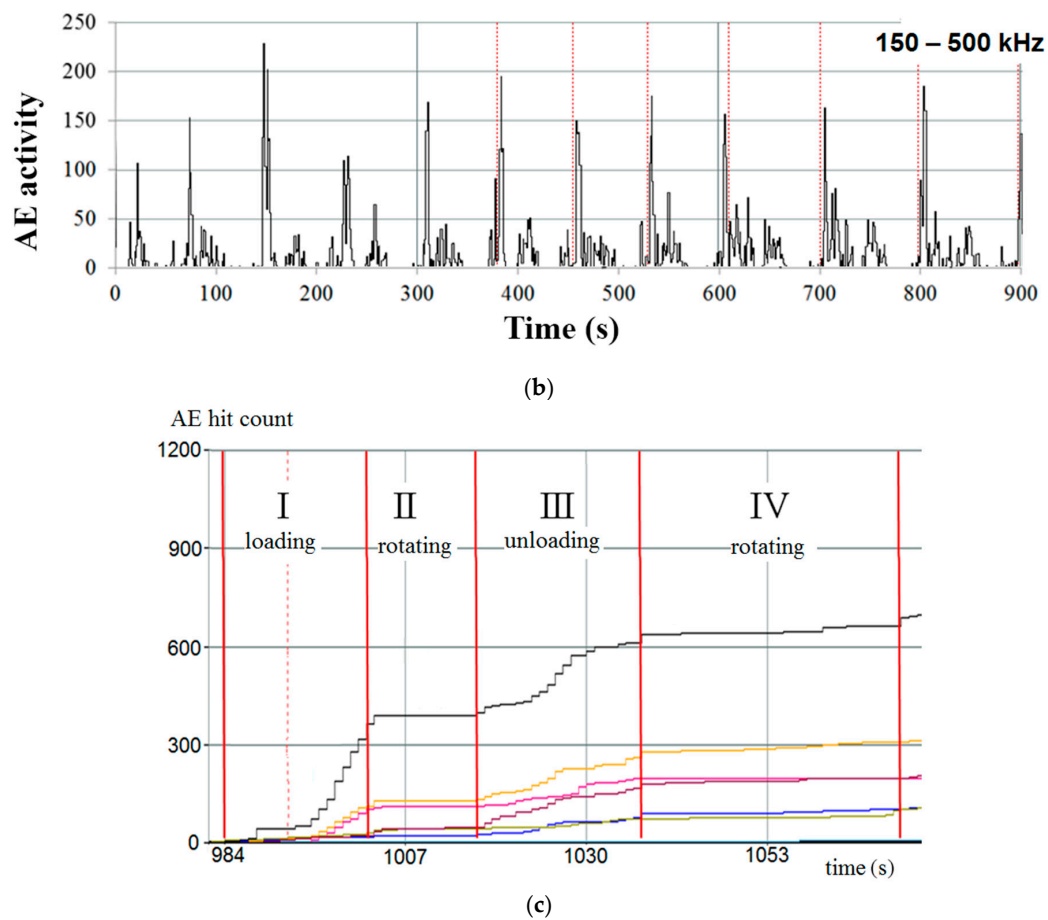 250
150 – 500 kHz
200
150
100
50
0
AE activity
0 100 200 300 400 500 600 700 800 900
Time (s)
(b)
AE hit count
1200
I II III IV
loading rotating unloading rotating
900
600
300
0
984 1007 1030 1053
time (s)
(c)